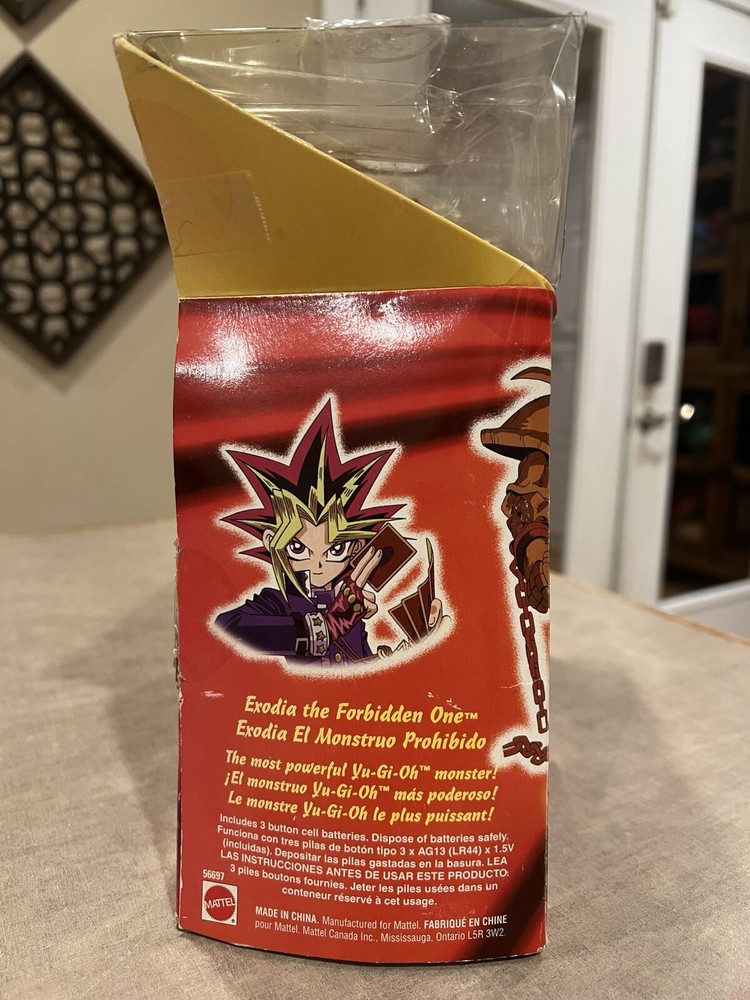 Exodia the Forbidden One™
Exodia El Monstruo Prohibido
The most powerful Yu-Gi-Oh™ monster!
¡El monstruo Yu-Gi-Oh™ más poderoso!
Le monstre Yu-Gi-Oh le plus puissant!
Includes 3 button cell batteries. Dispose of batteries safely.
Funciona con tres pilas de botón tipo 3 x AG13 (LR44) x 1.5V
(incluidas). Depositar las pilas gastadas en la basura. LEA
LAS INSTRUCCIONES ANTES DE USAR ESTE PRODUCTO.
3 piles boutons fournies. Jeter les piles usées dans un
conteneur réservé à cet usage.
56697
MATTEL
MADE IN CHINA. Manufactured for Mattel. FABRIQUÉ EN CHINE
pour Mattel. Mattel Canada Inc., Mississauga, Ontario L5R 3W2.